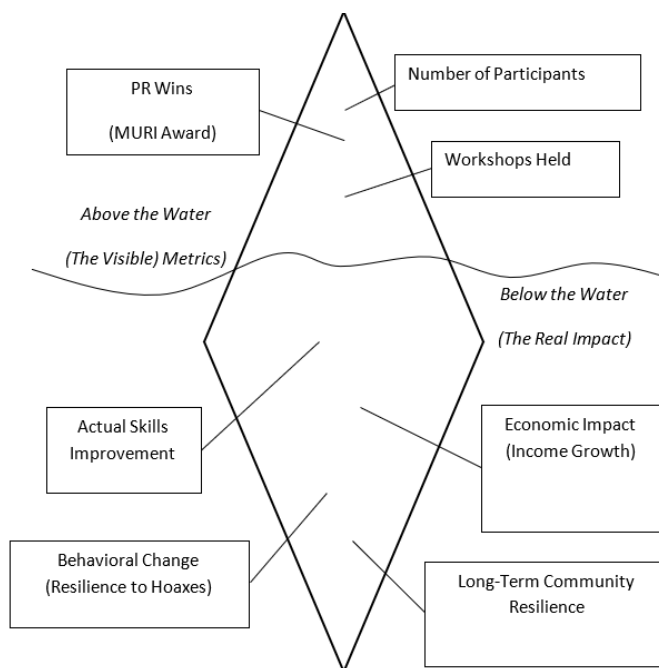 PR Wins
(MURI Award)
Number of Participants
Workshops Held
Above the Water
(The Visible) Metrics)
Below the Water
(The Real Impact)
Actual Skills
Improvement
Economic Impact
(Income Growth)
Behavioral Change
(Resilience to Hoaxes)
Long-Term Community
Resilience